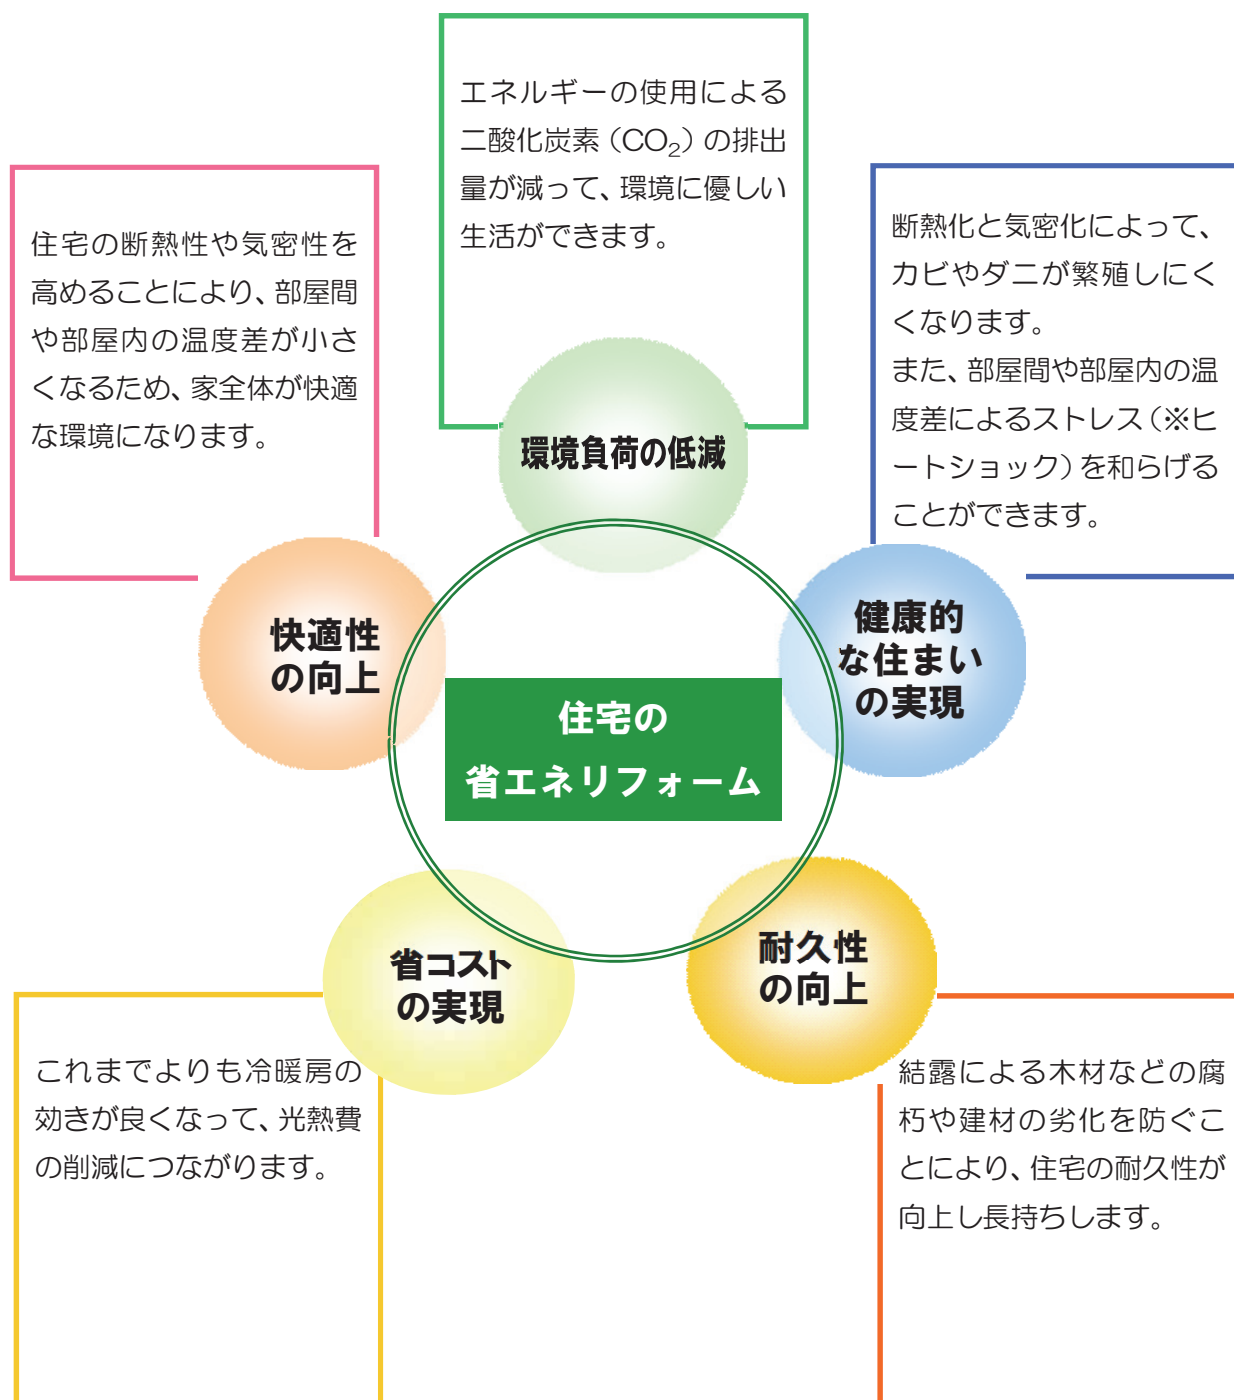 エネルギーの使用による
二酸化炭素（CO₂）の排出
量が減って、環境に優しい
生活ができます。
環境負荷の低減
住宅の断熱性や気密性を
高めることにより、部屋間
や部屋内の温度差が小さ
くなるため、家全体が快適
な環境になります。
快適性
の向上
断熱化と気密化によって、
カビやダニが繁殖しにく
くなります。
また、部屋間や部屋内の温
度差によるストレス（※ヒ
ートショック）を和らげる
ことができます。
健康的
な住まい
の実現
住宅の
省エネリフォーム
省コスト
の実現
これまでよりも冷暖房の
効きが良くなって、光熱費
の削減につながります。
耐久性
の向上
結露による木材などの腐
朽や建材の劣化を防ぐこ
とにより、住宅の耐久性が
向上し長持ちします。